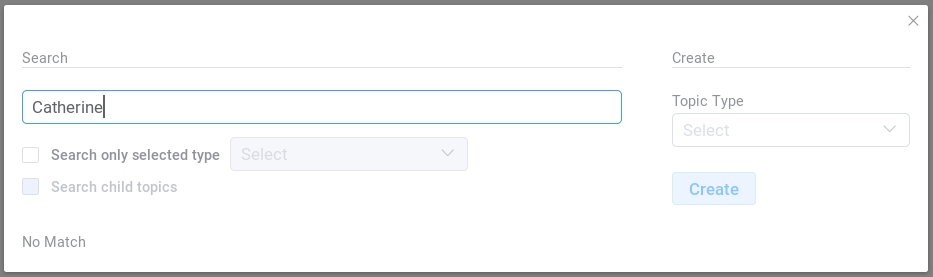 Search
Catherine
Search only selected type
Select
Search child topics
No Match
Create
Topic Type
Select
Create